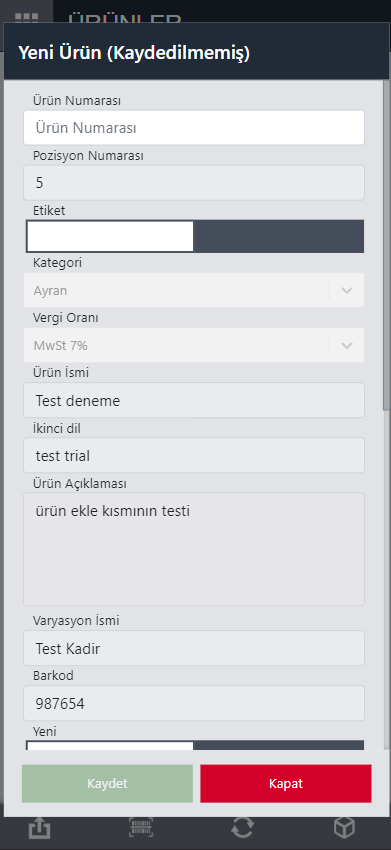 ÜRÜNLER
Yeni Ürün (Kaydedilmemiş)
Ürün Numarası
Ürün Numarası
Pozisyon Numarası
5
Etiket
Kategori
Ayran
Vergi Oranı
MwSt 7%
Ürün İsmi
Test deneme
İkinci dil
test trial
Ürün Açıklaması
ürün ekle kısmının testi
Varyasyon İsmi
Test Kadir
Barkod
987654
Yeni
Kaydet
Kapat